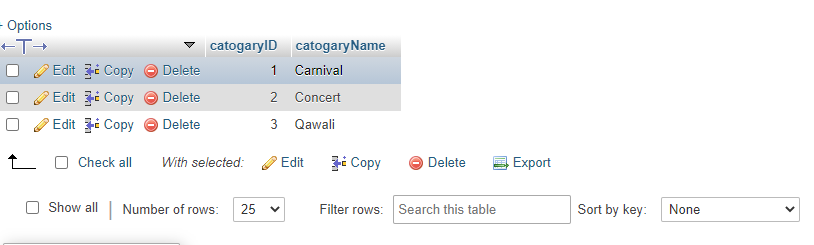 Options
catogaryID catogaryName
Edit Copy Delete 1 Carnival
Edit Copy Delete 2 Concert
Edit Copy Delete 3 Qawali
Check all With selected: Edit Copy Delete Export
Show all Number of rows: 25 Filter rows: Search this table Sort by key: None